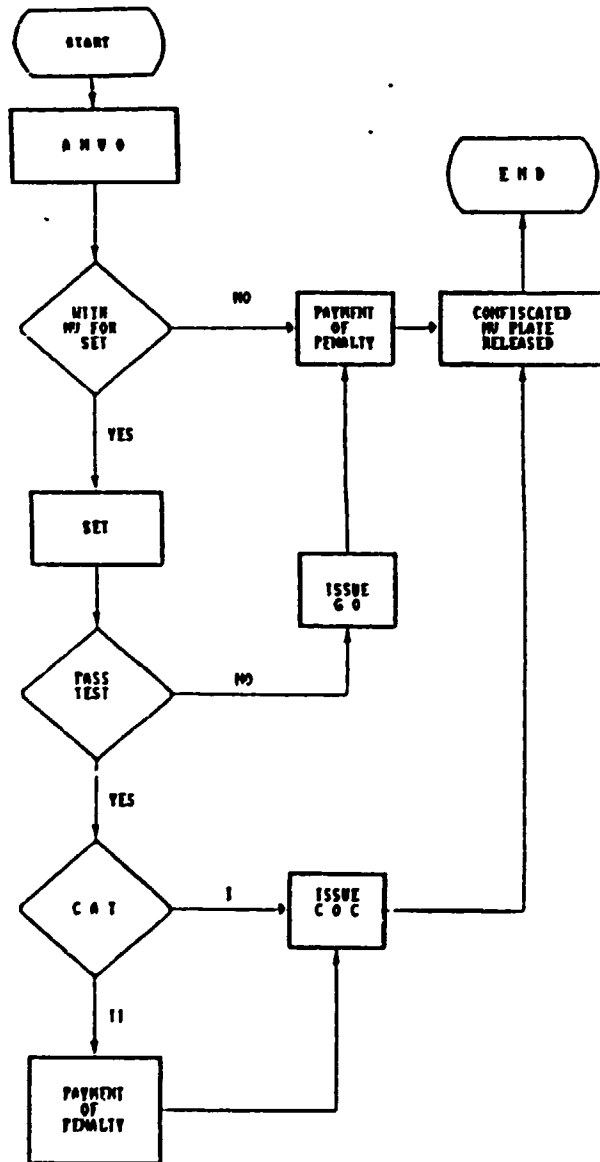 START
A M V O
E N D
WITH
MV FOR
SET
NO
PAYMENT
OF
PENALTY
CONFISCATED
MV PLATE
RELEASED
YES
SET
ISSUE
G O
PASS
TEST
NO
YES
C A T
I
ISSUE
C O C
II
PAYMENT
OF
PENALTY